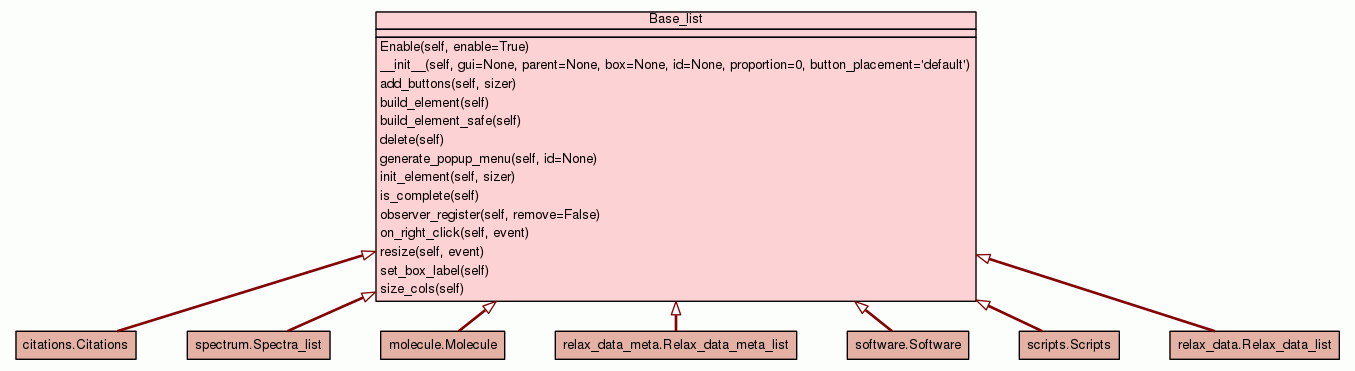 Base_list
Enable(self, enable=True)
__init__(self, gui=None, parent=None, box=None, id=None, proportion=0, button_placement='default')
add_buttons(self, sizer)
build_element(self)
build_element_safe(self)
delete(self)
generate_popup_menu(self, id=None)
init_element(self, sizer)
is_complete(self)
observer_register(self, remove=False)
on_right_click(self, event)
resize(self, event)
set_box_label(self)
size_cols(self)
citations.Citations
spectrum.Spectra_list
molecule.Molecule
relax_data_meta.Relax_data_meta_list
software.Software
scripts.Scripts
relax_data.Relax_data_list